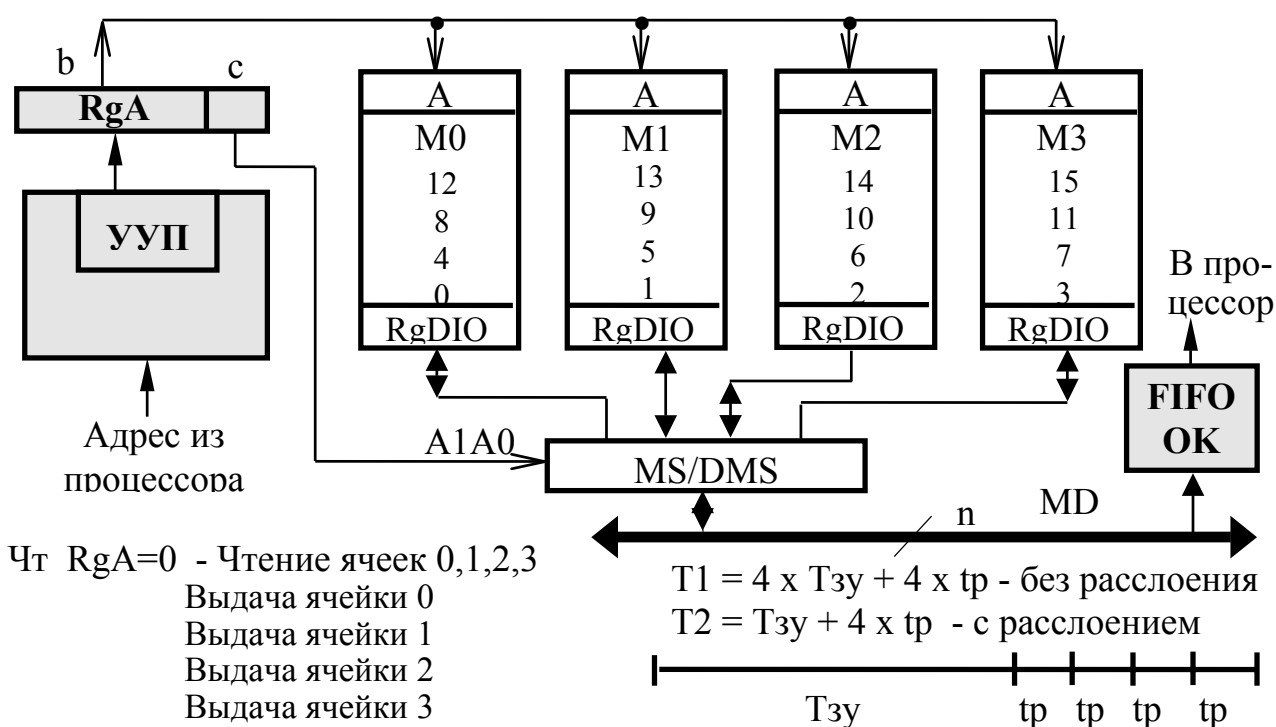 b
c
RgA
УУП
Адрес из
процессора
A
M0
12
8
4
0
RgDIO
A
M1
13
9
5
1
RgDIO
A
M2
14
10
6
2
RgDIO
A
M3
15
11
7
3
RgDIO
В про-
цессор
FIFO
OK
A1A0
MS/DMS
n
MD
Чт RgA=0 - Чтение ячеек 0,1,2,3
Выдача ячейки 0
Выдача ячейки 1
Выдача ячейки 2
Выдача ячейки 3
T1 = 4 x Тзу + 4 x tp - без расслоения
T2 = Тзу + 4 x tp - с расслоением
Тзу
tp tp tp tp